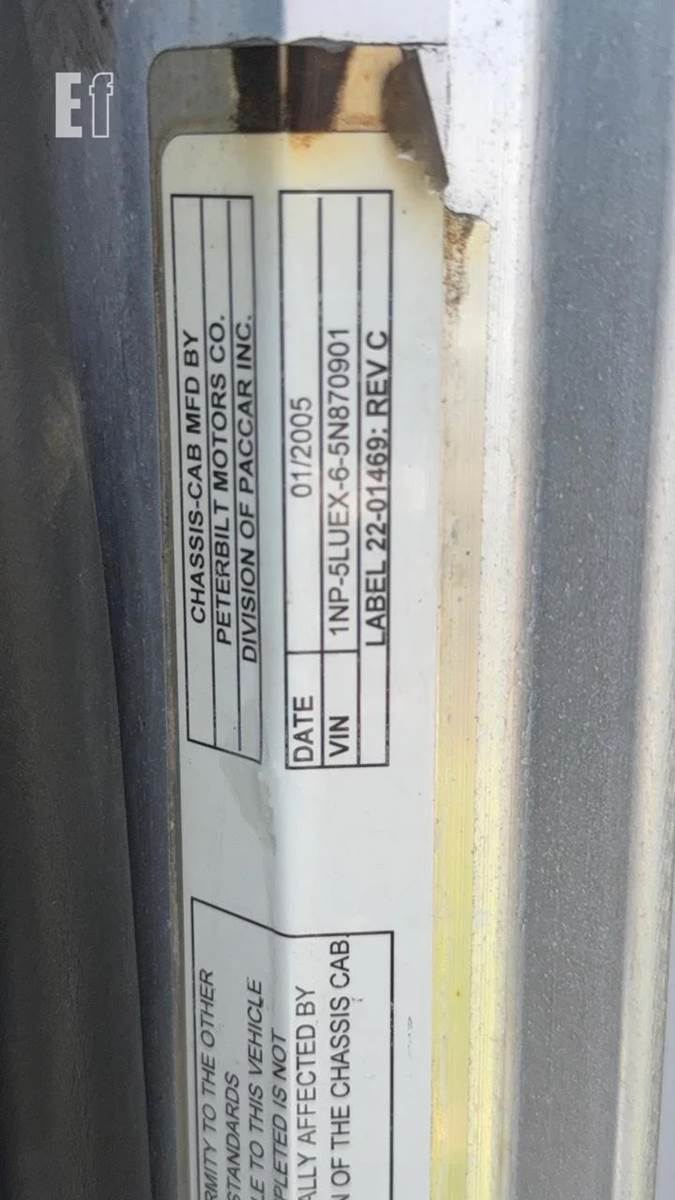 Ef
CHASSIS-CAB MFD BY
PETERBILT MOTORS CO.
DIVISION OF PACCAR INC.
DATE 01/2005
VIN 1NP-5LUEX-6-5N870901
LABEL 22-01469: REV C
RMITY TO THE OTHER
STANDARDS
LE TO THIS VEHICLE
PLETED IS NOT
ALLY AFFECTED BY
N OF THE CHASSIS CAB.